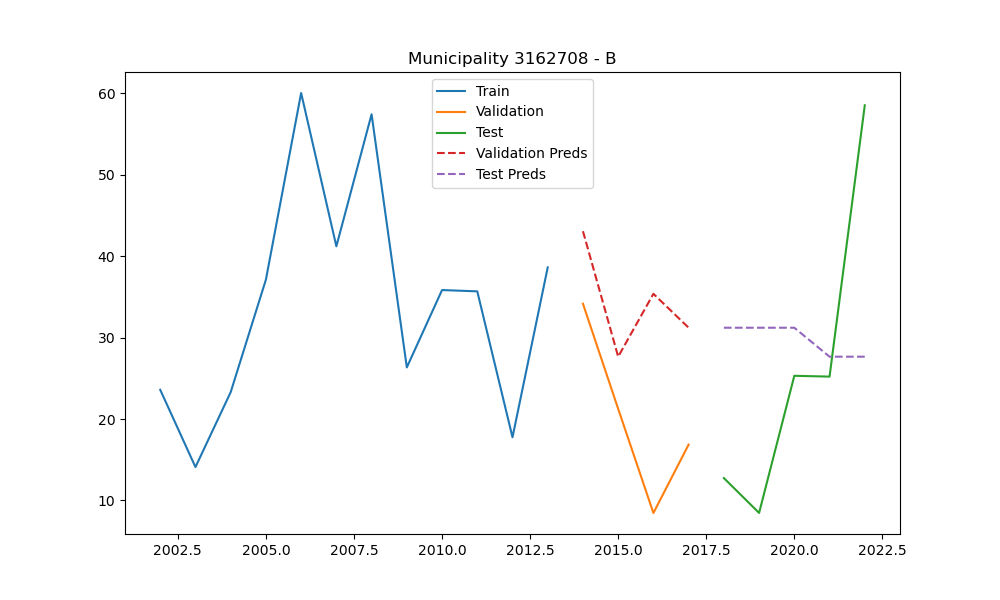 Municipality 3162708 - B
Train
Validation
Test
Validation Preds
Test Preds
60
50
40
30
20
10
2002.5 2005.0 2007.5 2010.0 2012.5 2015.0 2017.5 2020.0 2022.5